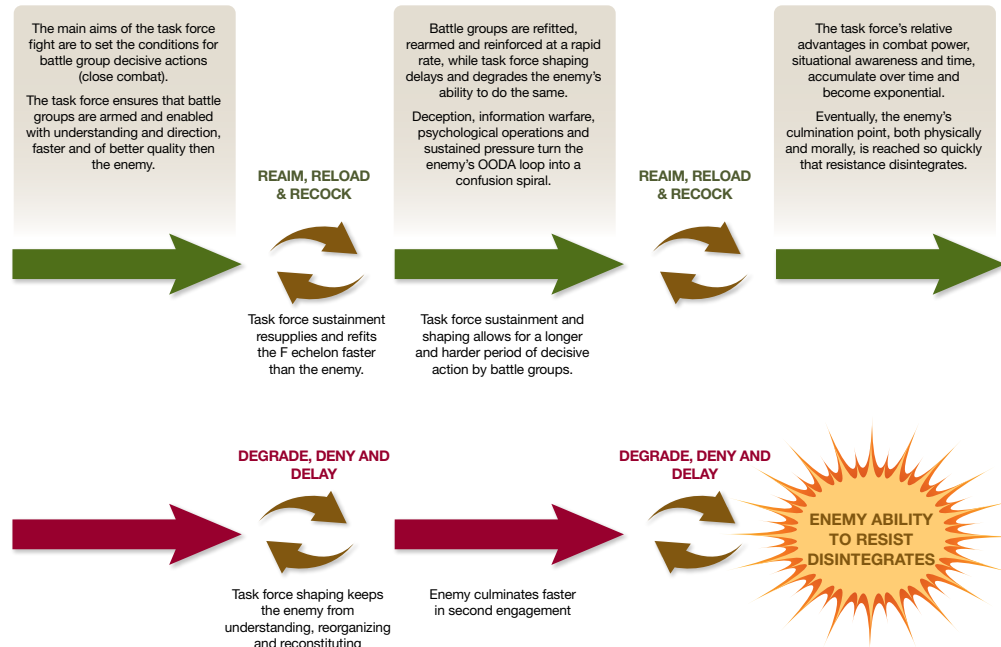 The main aims of the task force
fight are to set the conditions for
battle group decisive actions
(close combat).
The task force ensures that battle
groups are armed and enabled
with understanding and direction,
faster and of better quality then
the enemy.
REAIM, RELOAD
& RECOCK
Task force sustainment
resupplies and refits
the F echelon faster
than the enemy.
Battle groups are refitted,
rearmed and reinforced at a rapid
rate, while task force shaping
delays and degrades the enemy’s
ability to do the same.
Deception, information warfare,
psychological operations and
sustained pressure turn the
enemy’s OODA loop into a
confusion spiral.
Task force sustainment and
shaping allows for a longer
and harder period of decisive
action by battle groups.
REAIM, RELOAD
& RECOCK
The task force’s relative
advantages in combat power,
situational awareness and time,
accumulate over time and
become exponential.
Eventually, the enemy’s
culmination point, both physically
and morally, is reached so quickly
that resistance disintegrates.
DEGRADE, DENY AND
DELAY
Task force shaping keeps
the enemy from
understanding, reorganizing
and reconstituting
Enemy culminates faster
in second engagement
DEGRADE, DENY AND
DELAY
ENEMY ABILITY
TO RESIST
DISINTEGRATES